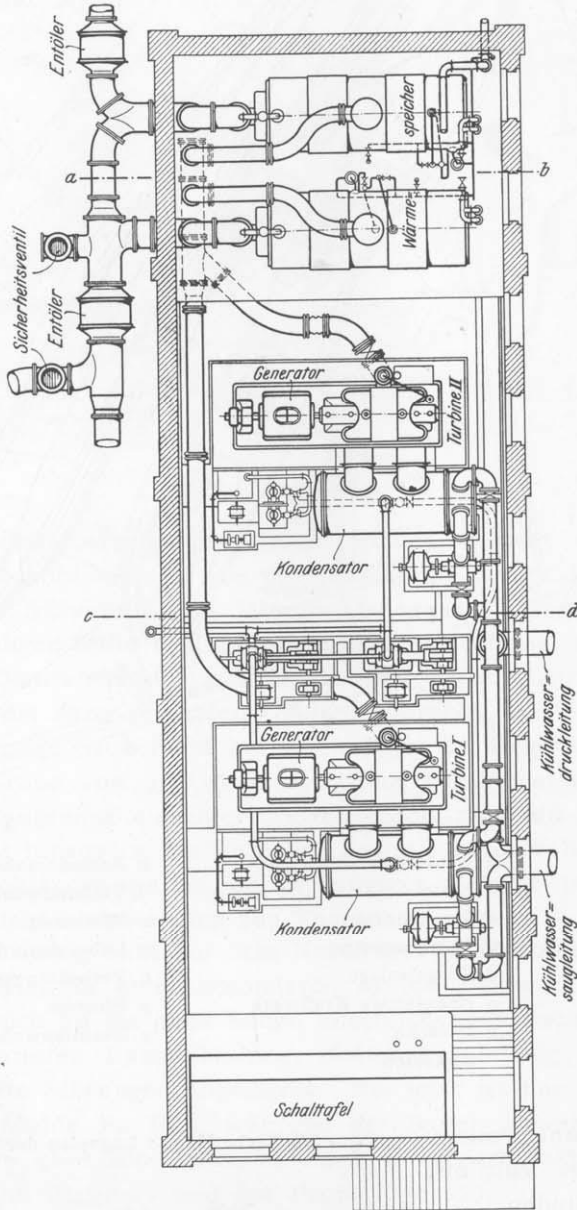 Entöler
a
b
speicher
Wärme-
Sicherheitsventil
Entöler
Generator
Turbine II
Kondensator
c
d
Generator
Turbine I
Kühlwasser=
druckleitung
Kondensator
Kühlwasser=
saugleitung
Schalttafel